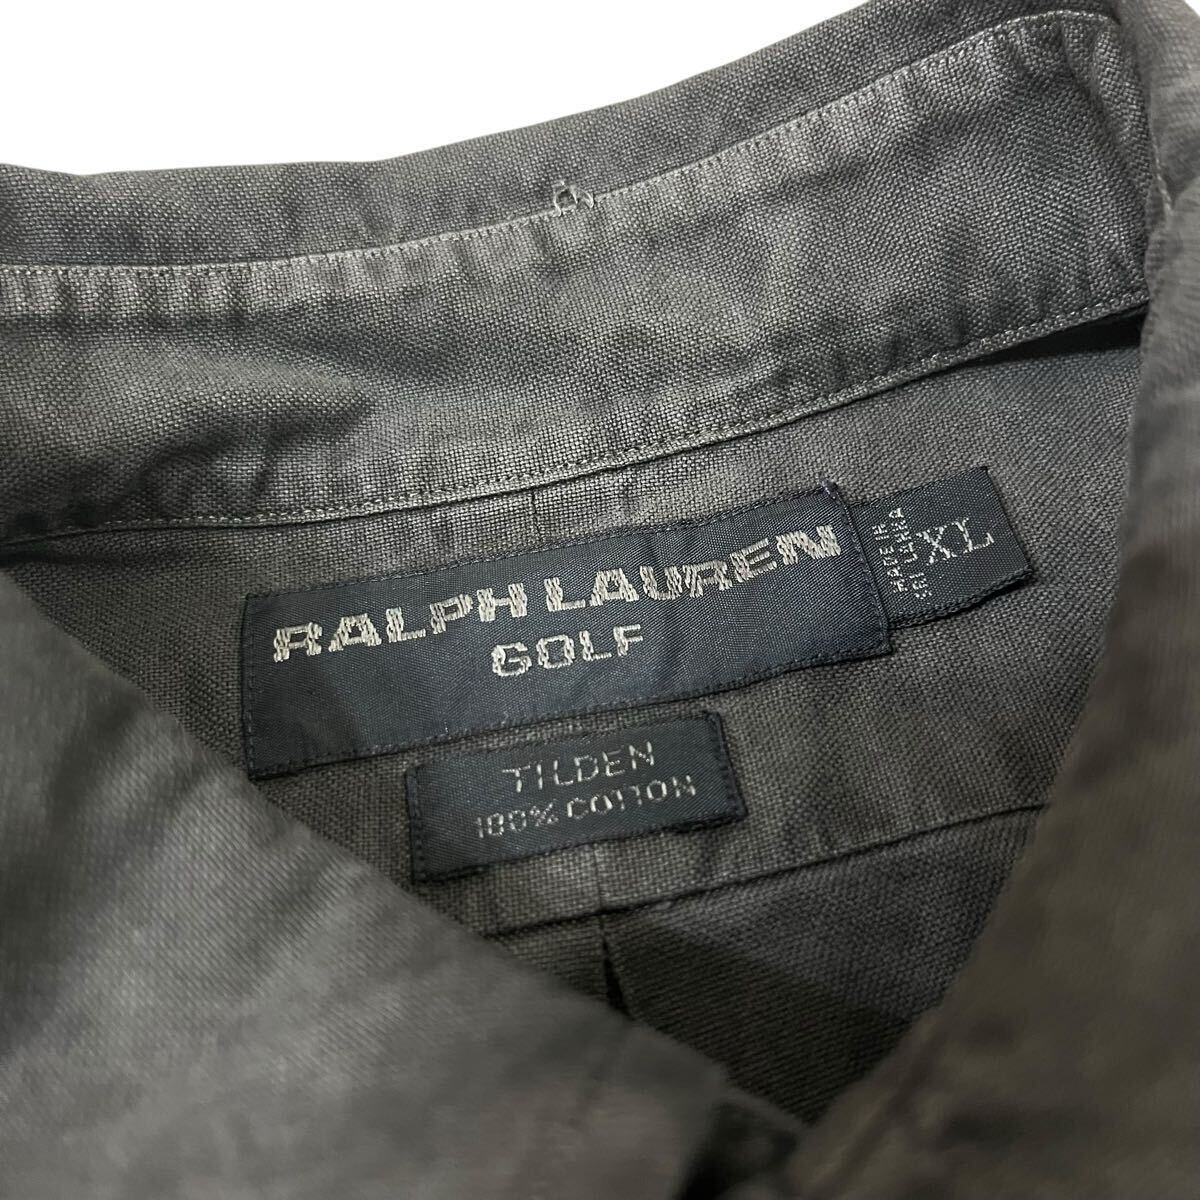 RALPH LAUREN
GOLF
XL
MADE IN
SRI LANKA
TILDEN
100% COTTON